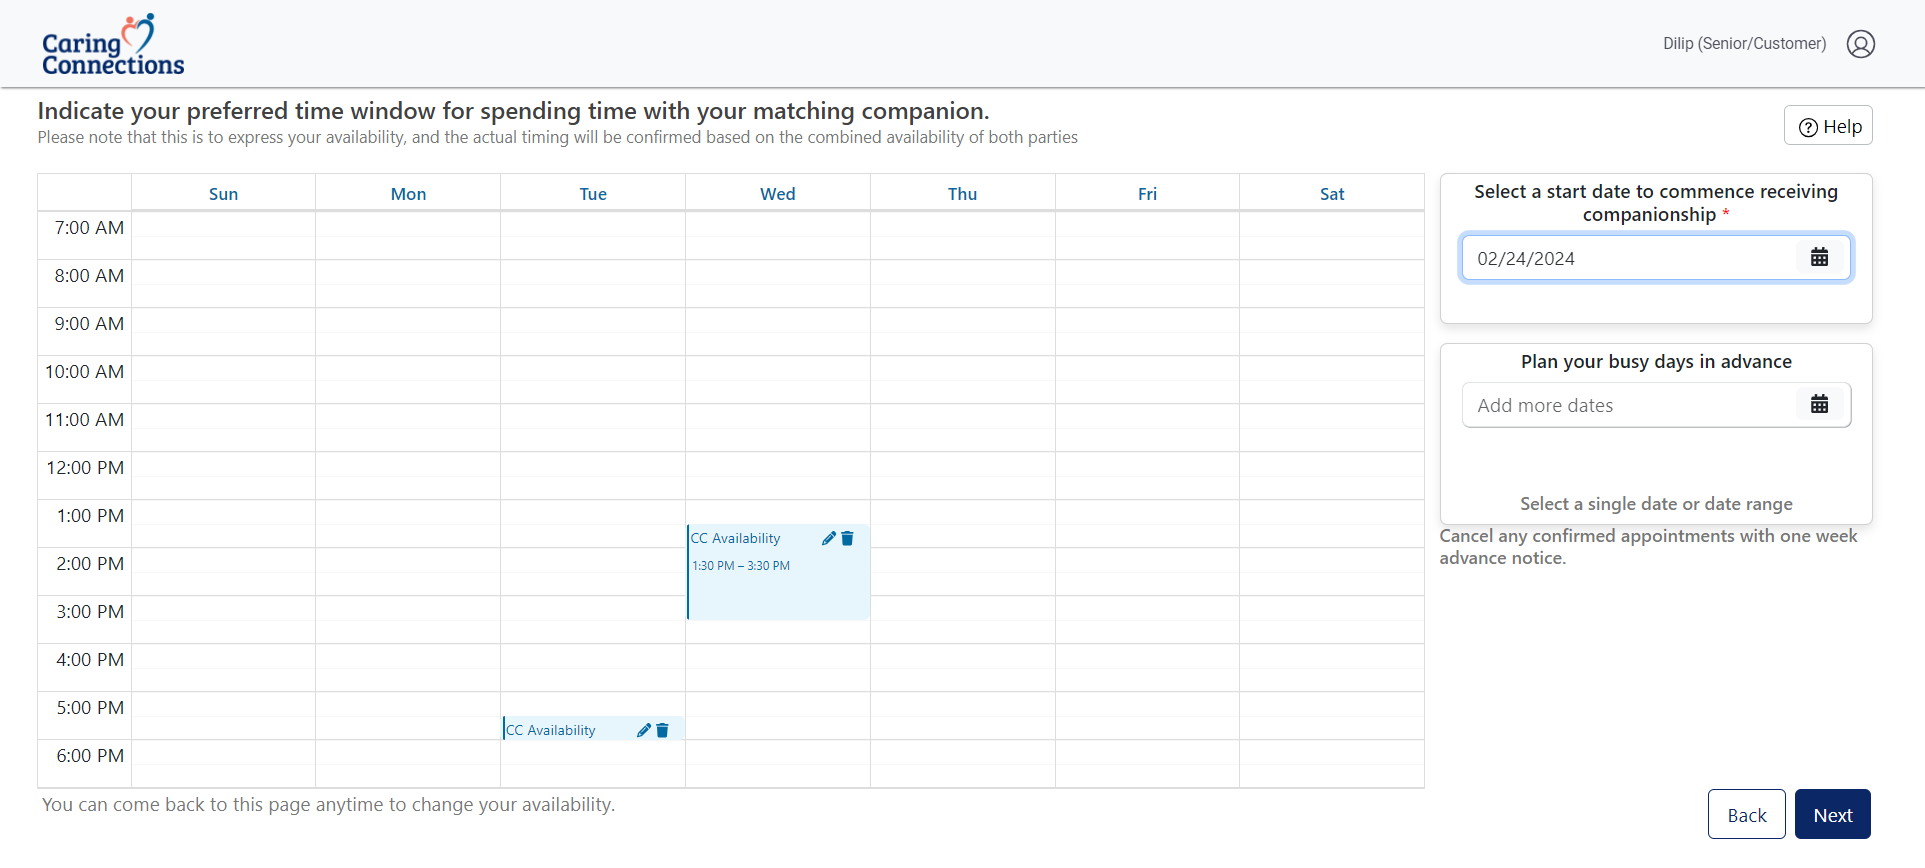 Caring
Connections
Dilip (Senior/Customer)
Indicate your preferred time window for spending time with your matching companion.
Please note that this is to express your availability, and the actual timing will be confirmed based on the combined availability of both parties
Help
Sun Mon Tue Wed Thu Fri Sat
7:00 AM
8:00 AM
9:00 AM
10:00 AM
11:00 AM
12:00 PM
1:00 PM
CC Availability
2:00 PM
1:30 PM – 3:30 PM
3:00 PM
4:00 PM
5:00 PM
CC Availability
6:00 PM
You can come back to this page anytime to change your availability.
Select a start date to commence receiving
companionship *
02/24/2024
Plan your busy days in advance
Add more dates
Select a single date or date range
Cancel any confirmed appointments with one week
advance notice.
Back
Next